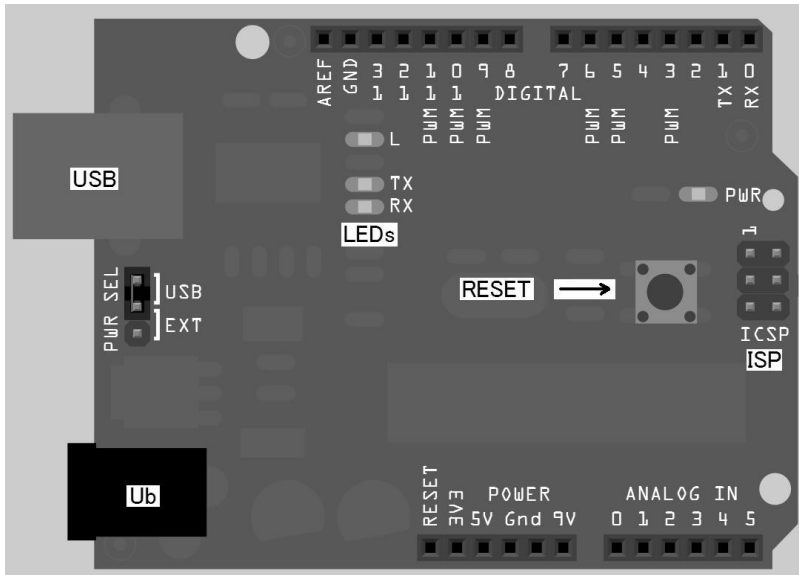 AREF
GND
13
12
11
10
9
8
7
6
5
4
3
2
1
0
DIGITAL
PWM
PWM
PWM
PWM
PWM
PWM
TX
RX
L
TX
RX
LEDs
USB
PWR
1
PWR SEL
USB
EXT
RESET
ICSP
ISP
Ub
RESET
3V3
POWER
5V Gnd 9V
ANALOG IN
0 1 2 3 4 5